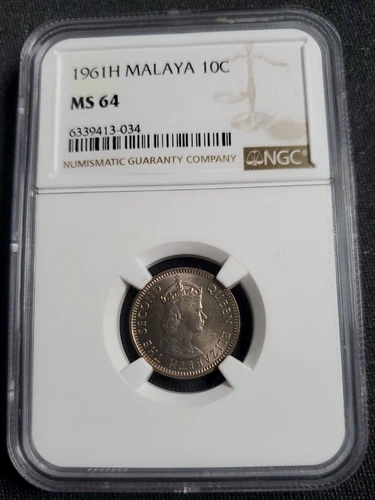 1961H MALAYA 10C
MS 64
6339413-034
NUMISMATIC GUARANTY COMPANY
NGC
QUEEN ELIZABETH THE SECOND